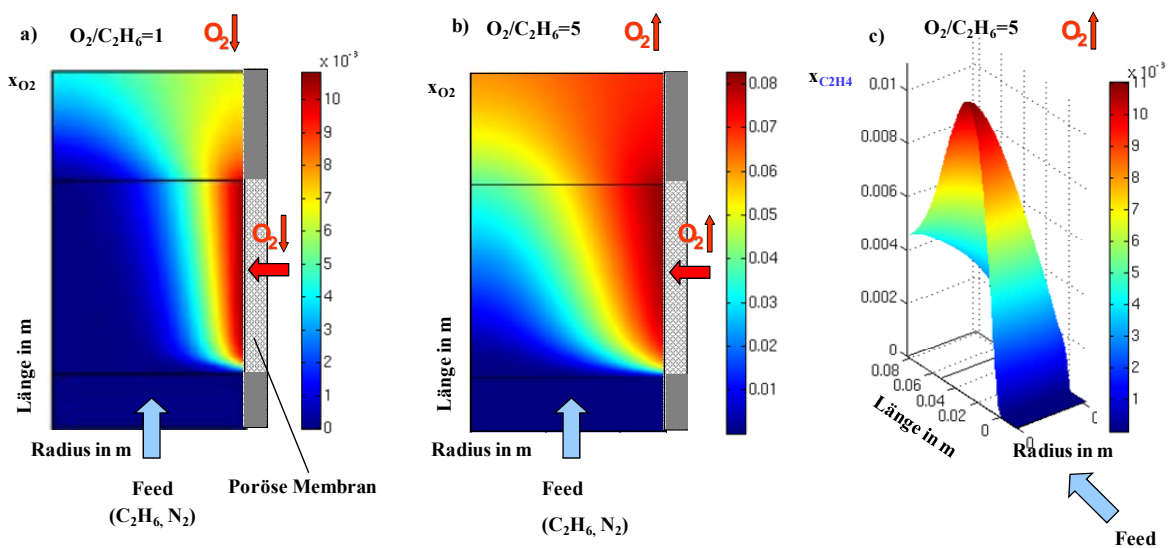 a)
O2/C2H6=1
O2
xO2
x 10⁻³
10
9
8
7
6
5
4
3
2
1
0
O2
Länge in m
Radius in m
Feed
(C2H6, N2)
Poröse Membran
b)
O2/C2H6=5
O2
xO2
0.08
0.07
0.06
0.05
0.04
0.03
0.02
0.01
O2
Länge in m
Radius in m
Feed
(C2H6, N2)
c)
O2/C2H6=5
O2
xC2H4
0.01
0.008
0.006
0.004
0.002
0
0.08
0.06
0.04
0.02
0
0
x 10⁻³
11
10
9
8
7
6
5
4
3
2
1
Länge in m
Radius in m
Feed